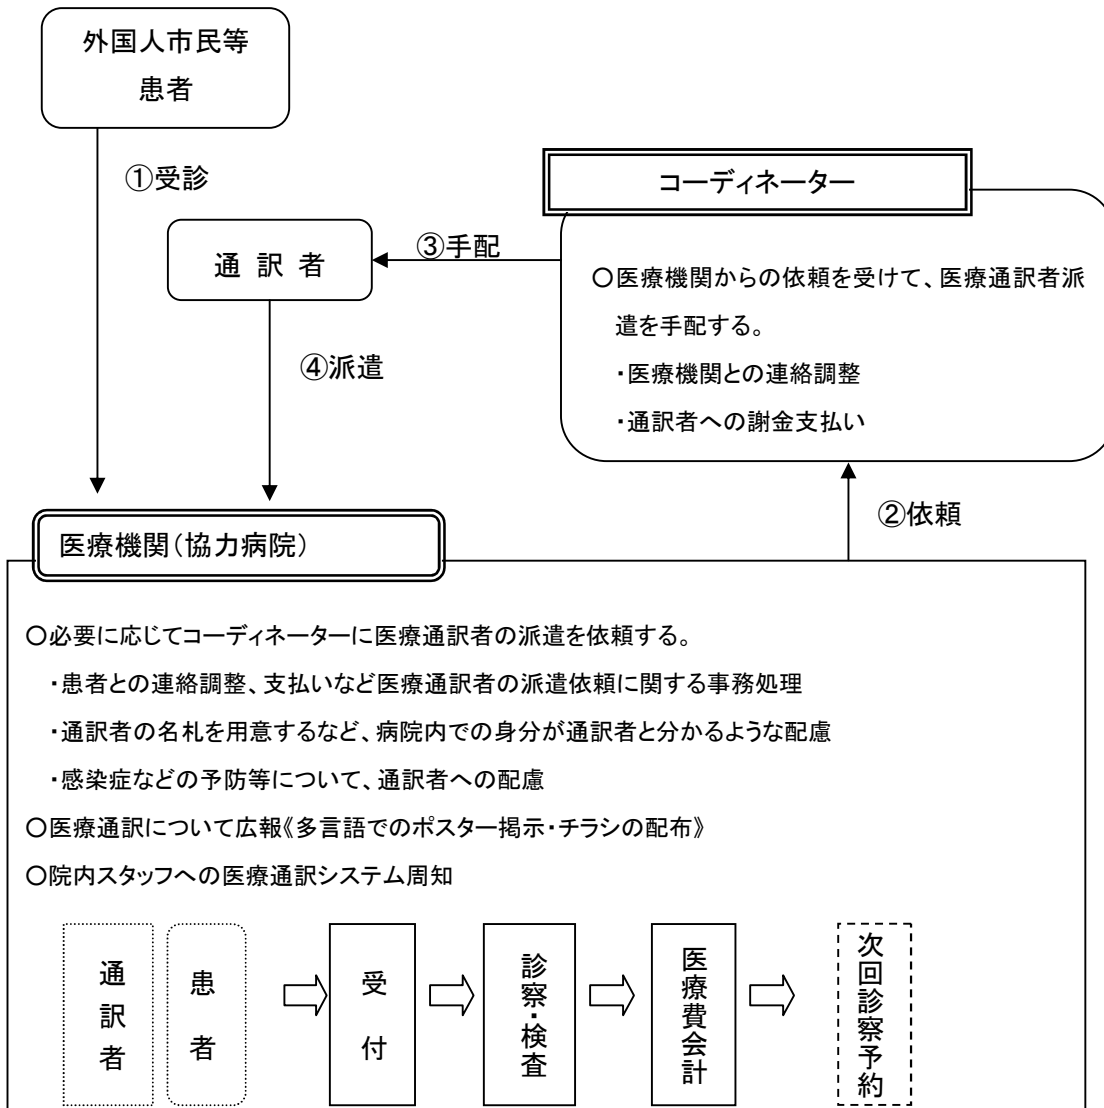 外国人市民等
患者
①受診
コーディネーター
通 訳 者
③手配
〇医療機関からの依頼を受けて、医療通訳者派
遣を手配する。
・医療機関との連絡調整
・通訳者への謝金支払い
④派遣
②依頼
医療機関(協力病院)
〇必要に応じてコーディネーターに医療通訳者の派遣を依頼する。
・患者との連絡調整、支払いなど医療通訳者の派遣依頼に関する事務処理
・通訳者の名札を用意するなど、病院内での身分が通訳者と分かるような配慮
・感染症などの予防等について、通訳者への配慮
〇医療通訳について広報《多言語でのポスター掲示・チラシの配布》
〇院内スタッフへの医療通訳システム周知
通訳者
患者
受付
診察・検査
医療費会計
次回診察予約